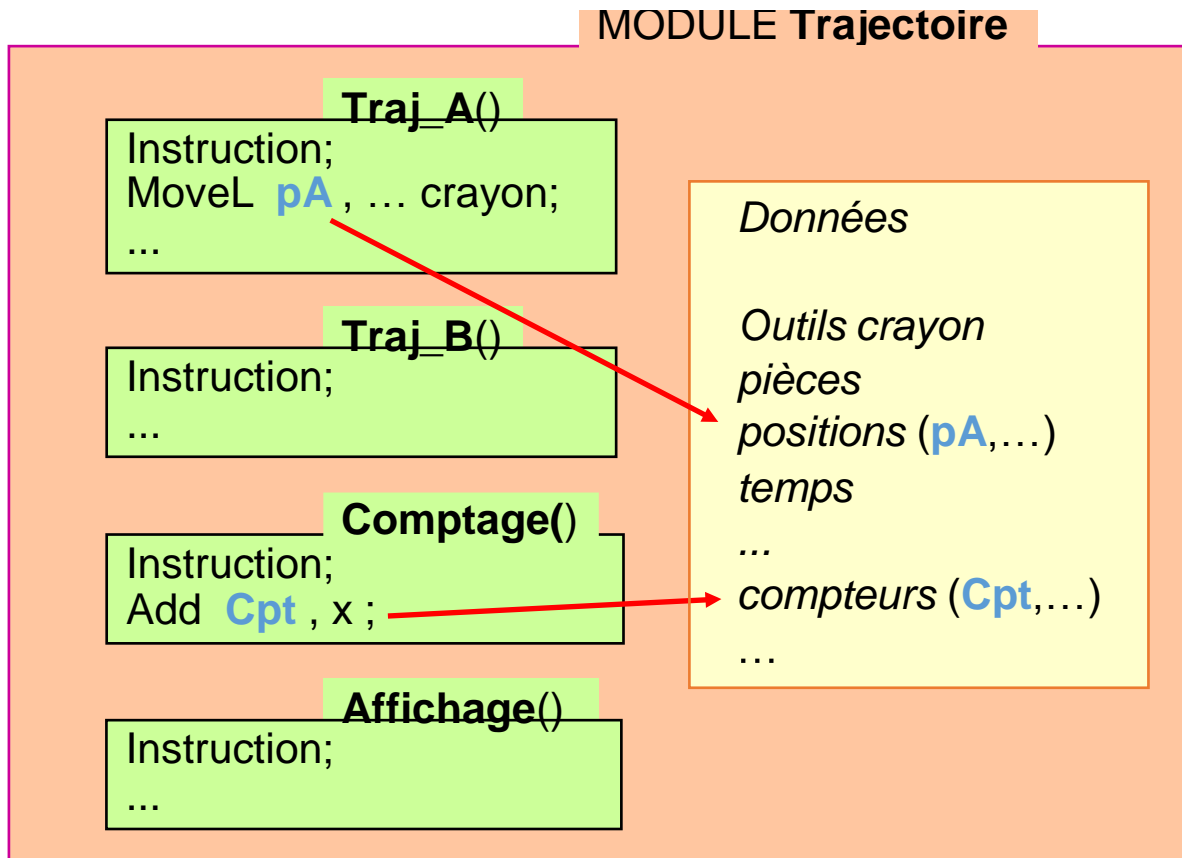 MODULE Trajectoire
Traj_A()
Instruction;
MoveL pA , … crayon;
...
Traj_B()
Instruction;
...
Comptage()
Instruction;
Add Cpt , x ;
Affichage()
Instruction;
...
Données
Outils crayon
pièces
positions (pA,…)
temps
...
compteurs (Cpt,…)
…